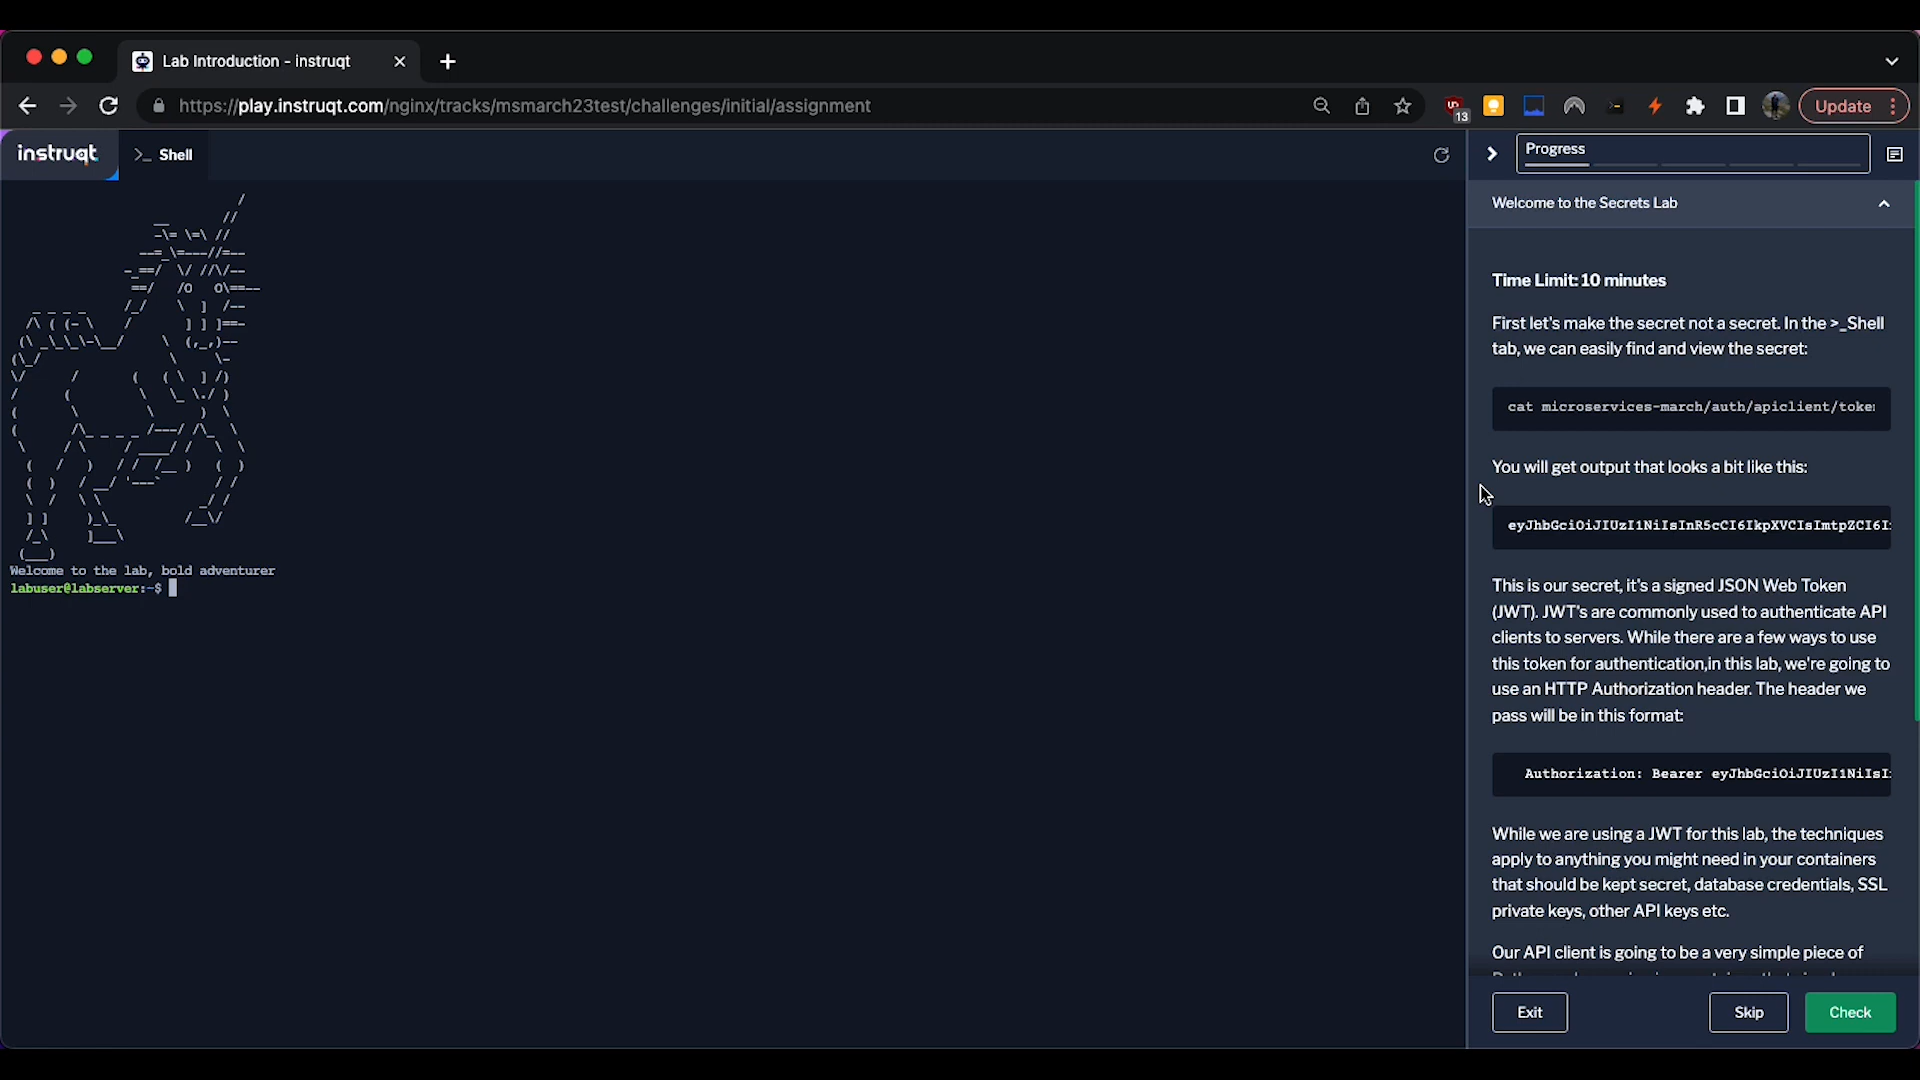 Lab Introduction - instruqt
https://play.instruqt.com/nginx/tracks/msmarch23test/challenges/initial/assignment
13
Update
instruqt
>_ Shell
Progress
Welcome to the Secrets Lab
Time Limit: 10 minutes
First let's make the secret not a secret. In the >_Shell
tab, we can easily find and view the secret:
cat microservices-march/auth/apiclient/token
You will get output that looks a bit like this:
eyJhbGciOiJIUzI1NiIsInR5cCI6IkpXVCIsImtpZCI6I
This is our secret, it's a signed JSON Web Token
(JWT). JWT's are commonly used to authenticate API
clients to servers. While there are a few ways to use
this token for authentication,in this lab, we're going to
use an HTTP Authorization header. The header we
pass will be in this format:
Authorization: Bearer eyJhbGciOiJIUzI1NiIsI
While we are using a JWT for this lab, the techniques
apply to anything you might need in your containers
that should be kept secret, database credentials, SSL
private keys, other API keys etc.
Our API client is going to be a very simple piece of
Welcome to the lab, bold adventurer
labuser@labserver:~$
Exit
Skip
Check